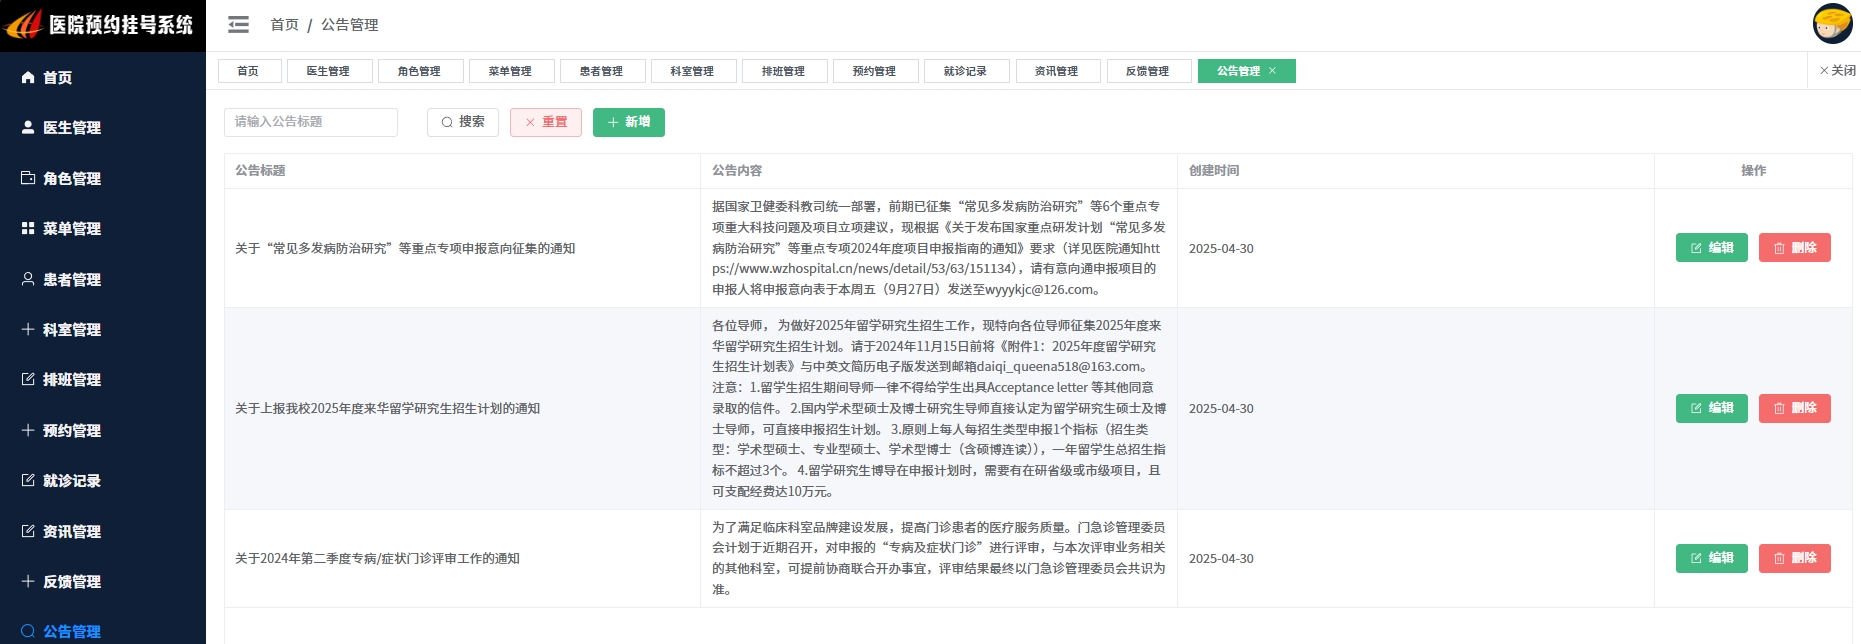 医院预约挂号系统
首页 / 公告管理
首页 医生管理 角色管理 菜单管理 患者管理 科室管理 排班管理 预约管理 就诊记录 资讯管理 反馈管理 公告管理 × ×关闭
首页
医生管理
角色管理
菜单管理
患者管理
科室管理
排班管理
预约管理
就诊记录
资讯管理
反馈管理
公告管理
请输入公告标题 搜索 × 重置 + 新增
公告标题 公告内容 创建时间 操作
关于“常见多发病防治研究”等重点专项申报意向征集的通知
据国家卫健委科教司统一部署，前期已征集“常见多发病防治研究”等6个重点专
项重大科技问题及项目立项建议，现根据《关于发布国家重点研发计划“常见多发
病防治研究”等重点专项2024年度项目申报指南的通知》要求（详见医院通知htt
ps://www.wzhospital.cn/news/detail/53/63/151134），请有意向通申报项目的
申报人将申报意向表于本周五（9月27日）发送至wyyykjc@126.com。
2025-04-30
编辑 删除
关于上报我校2025年度来华留学研究生招生计划的通知
各位导师， 为做好2025年留学研究生招生工作，现特向各位导师征集2025年度来
华留学研究生招生计划。请于2024年11月15日前将《附件1：2025年度留学研究
生招生计划表》与中英文简历电子版发送到邮箱daiqi_queena518@163.com。
注意：1.留学生招生期间导师一律不得给学生出具Acceptance letter 等其他同意
录取的信件。 2.国内学术型硕士及博士研究生导师直接认定为留学研究生硕士及博
士导师，可直接申报招生计划。 3.原则上每人每招生类型申报1个指标（招生类
型：学术型硕士、专业型硕士、学术型博士（含硕博连读）），一年留学生总招生指
标不超过3个。 4.留学研究生博导在申报计划时，需要有在研省级或市级项目，且
可支配经费达10万元。
2025-04-30
编辑 删除
关于2024年第二季度专病/症状门诊评审工作的通知
为了满足临床科室品牌建设发展，提高门诊患者的医疗服务质量。门急诊管理委员
会计划于近期召开，对申报的“专病及症状门诊”进行评审，与本次评审业务相关
的其他科室，可提前协商联合开办事宜，评审结果最终以门急诊管理委员会共识为
准。
2025-04-30
编辑 删除